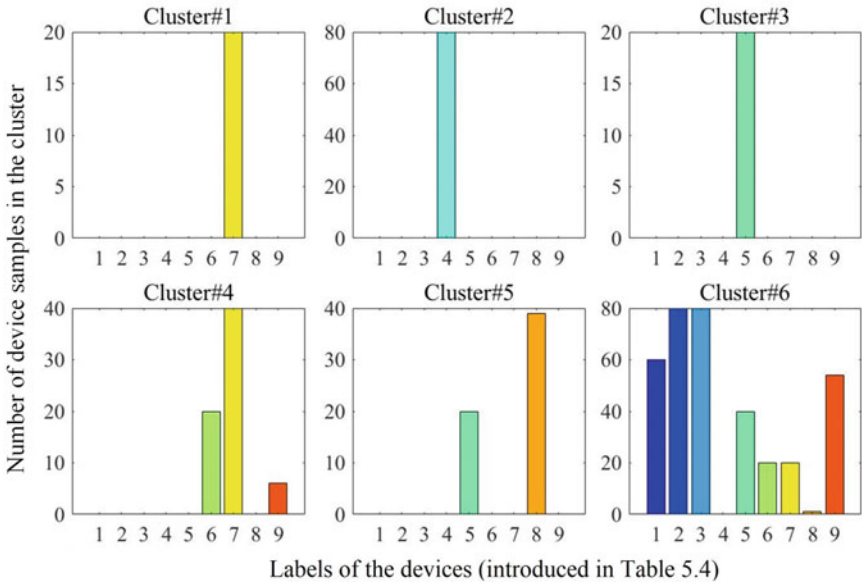 Cluster#1
Cluster#2
Cluster#3
Number of device samples in the cluster
20
15
10
5
0
1 2 3 4 5 6 7 8 9
80
60
40
20
0
1 2 3 4 5 6 7 8 9
20
15
10
5
0
1 2 3 4 5 6 7 8 9
Cluster#4
Cluster#5
Cluster#6
40
30
20
10
0
1 2 3 4 5 6 7 8 9
40
30
20
10
0
1 2 3 4 5 6 7 8 9
80
60
40
20
0
1 2 3 4 5 6 7 8 9
Labels of the devices (introduced in Table 5.4)